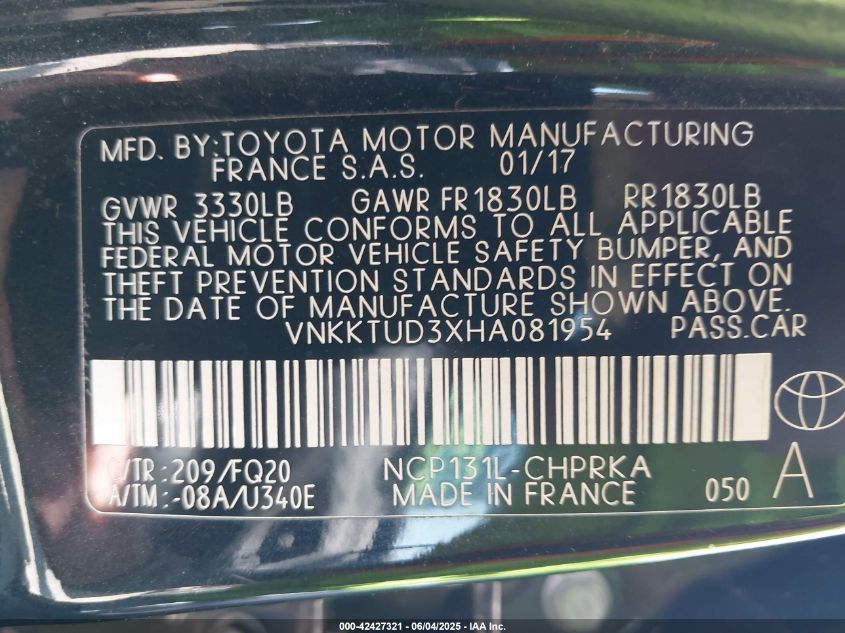 MFD. BY:TOYOTA MOTOR MANUFACTURING
FRANCE S.A.S. 01/17
GVWR 3330LB GAWR FR1830LB RR1830LB
THIS VEHICLE CONFORMS TO ALL APPLICABLE
FEDERAL MOTOR VEHICLE SAFETY BUMPER, AND
THEFT PREVENTION STANDARDS IN EFFECT ON
THE DATE OF MANUFACTURE SHOWN ABOVE.
VNKKTUD3XHA081954 PASS.CAR
C/TR: 209/FQ20 NCP131L-CHPRKA
A/TM:-08A/U340E MADE IN FRANCE 050 A
000-42427321 | 06/04/2025 | IAA Inc.